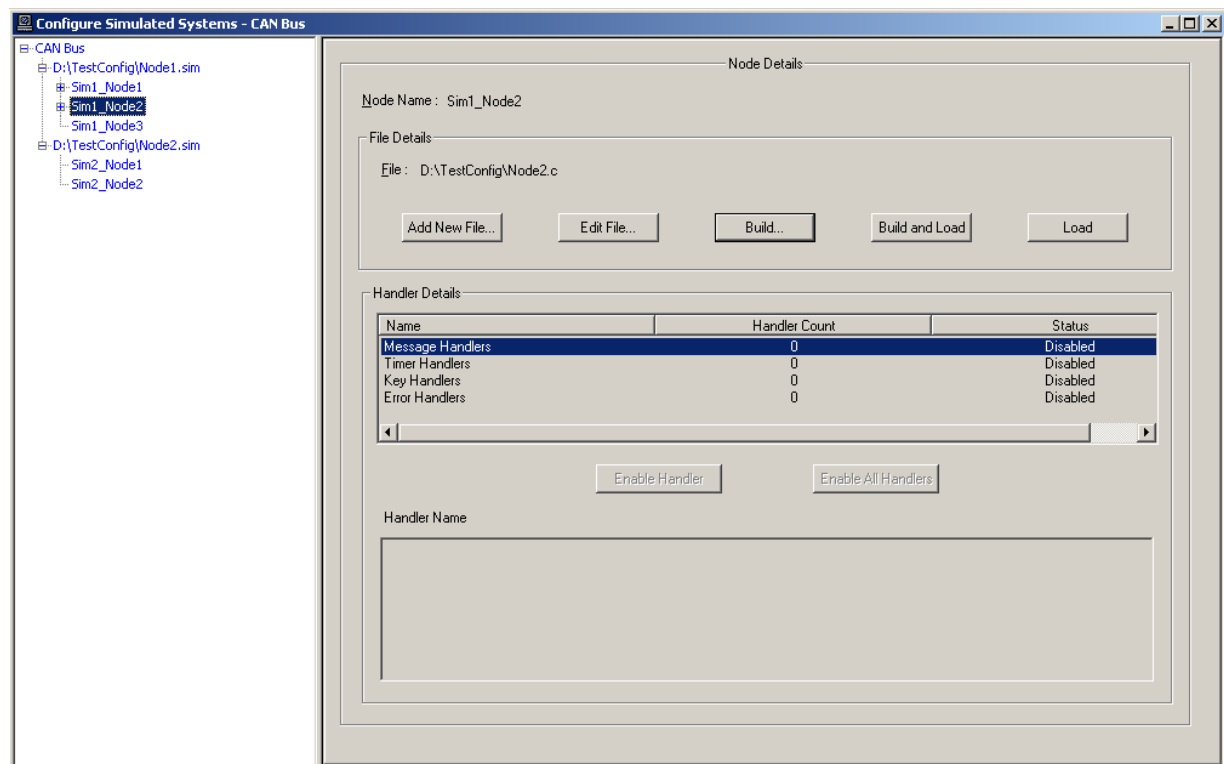 Configure Simulated Systems - CAN Bus
CAN Bus
D:\TestConfig\Node1.sim
Sim1_Node1
Sim1_Node2
Sim1_Node3
D:\TestConfig\Node2.sim
Sim2_Node1
Sim2_Node2
Node Details
Node Name : Sim1_Node2
File Details
File : D:\TestConfig\Node2.c
Add New File... Edit File... Build... Build and Load Load
Handler Details
Name Handler Count Status
Message Handlers 0 Disabled
Timer Handlers 0 Disabled
Key Handlers 0 Disabled
Error Handlers 0 Disabled
Enable Handler Enable All Handlers
Handler Name